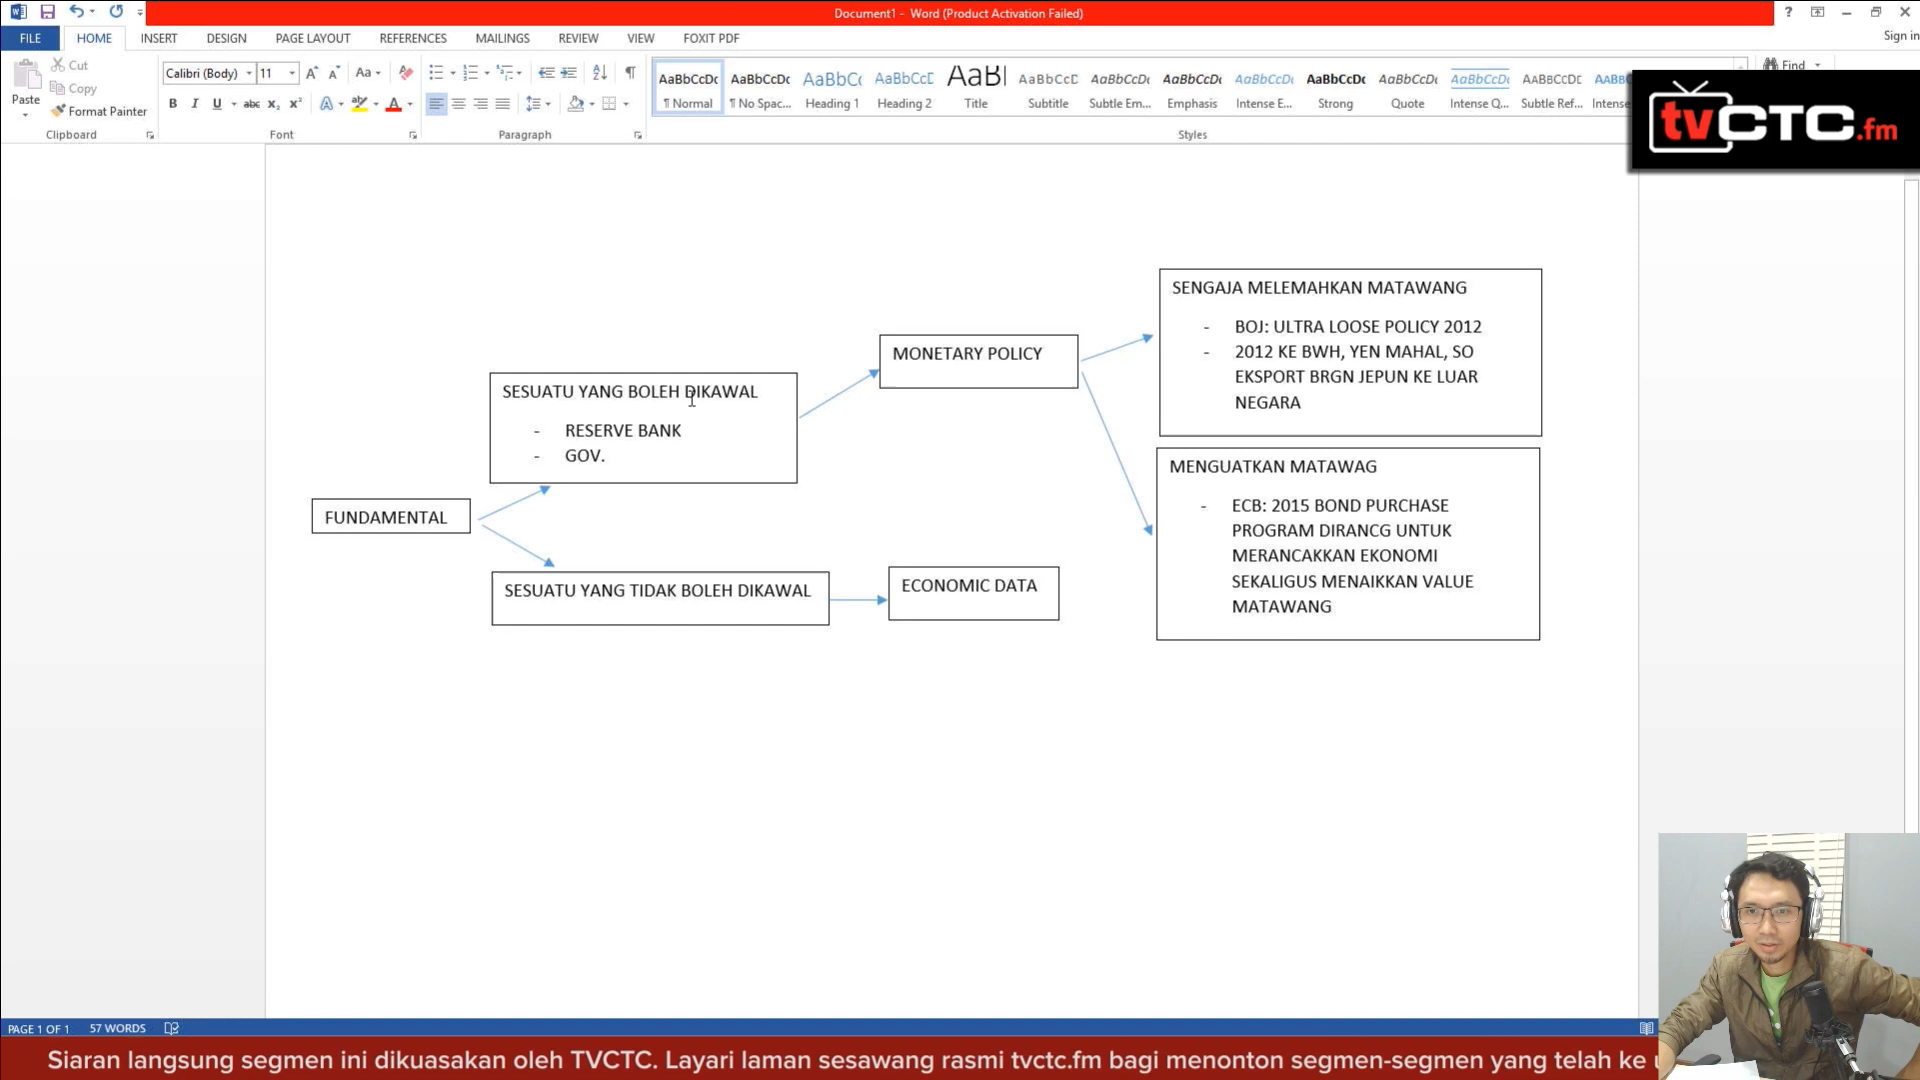 Document1 - Word (Product Activation Failed)
?
Sign in
FILE HOME INSERT DESIGN PAGE LAYOUT REFERENCES MAILINGS REVIEW VIEW FOXIT PDF
Cut
Copy
Format Painter
Paste
Clipboard
Calibri (Body) 11
Font
Paragraph
AaBbCcDc AaBbCcDc AaBbCc AaBbCcD AaBl AaBbCcD AaBbCcDc AaBbCcDc AaBbCcDc AaBbCcDc AaBbCcDc AaBbCcDc AABBCCDC AABB
¶ Normal ¶ No Spac... Heading 1 Heading 2 Title Subtitle Subtle Em... Emphasis Intense E... Strong Quote Intense Q... Subtle Ref... Intense
Styles
Find
tvCTC.fm
FUNDAMENTAL
SESUATU YANG BOLEH DIKAWAL
- RESERVE BANK
- GOV.
SESUATU YANG TIDAK BOLEH DIKAWAL
MONETARY POLICY
ECONOMIC DATA
SENGAJA MELEMAHKAN MATAWANG
- BOJ: ULTRA LOOSE POLICY 2012
- 2012 KE BWH, YEN MAHAL, SO
EKSPORT BRGN JEPUN KE LUAR
NEGARA
MENGUATKAN MATAWAG
- ECB: 2015 BOND PURCHASE
PROGRAM DIRANCG UNTUK
MERANCAKKAN EKONOMI
SEKALIGUS MENAIKKAN VALUE
MATAWANG
PAGE 1 OF 1 57 WORDS
Siaran langsung segmen ini dikuasakan oleh TVCTC. Layari laman sesawang rasmi tvctc.fm bagi menonton segmen-segmen yang telah ke